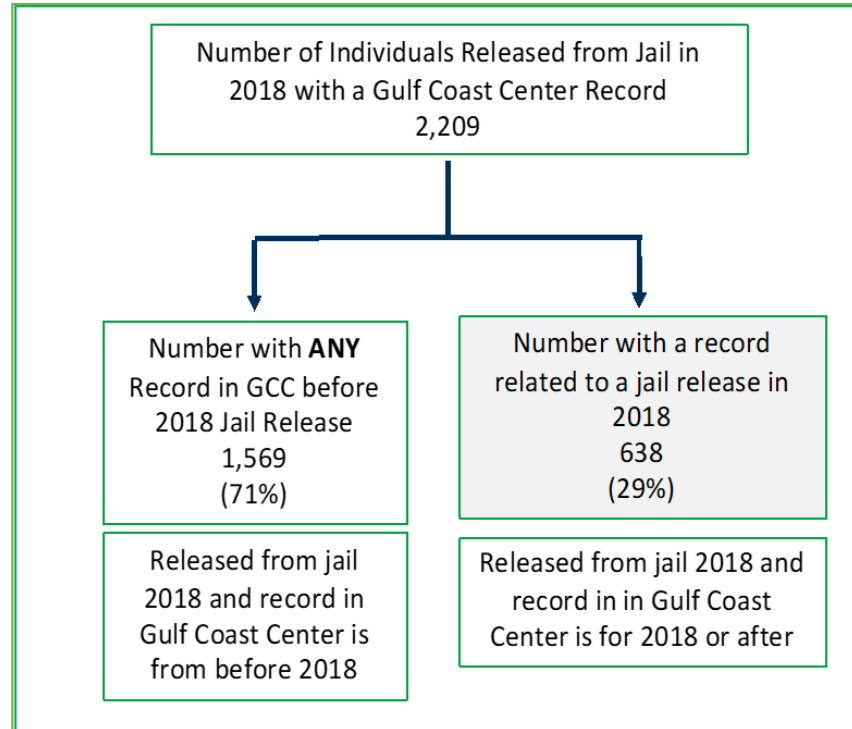 Number of Individuals Released from Jail in
2018 with a Gulf Coast Center Record
2,209
Number with ANY
Record in GCC before
2018 Jail Release
1,569
(71%)
Number with a record
related to a jail release in
2018
638
(29%)
Released from jail
2018 and record in
Gulf Coast Center is
from before 2018
Released from jail 2018 and
record in in Gulf Coast
Center is for 2018 or after